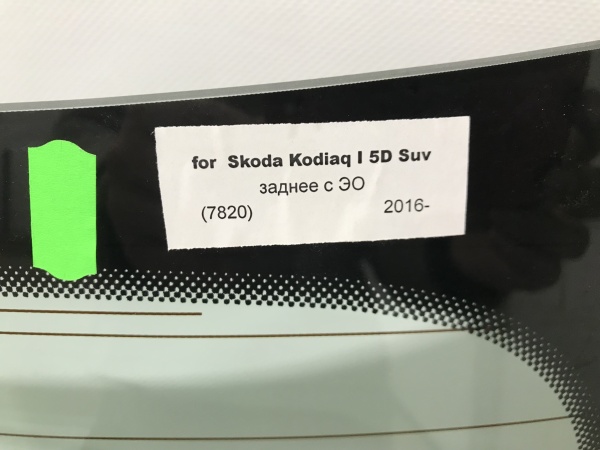 for Skoda Kodiaq I 5D Suv
заднее с ЭО
(7820) 2016-